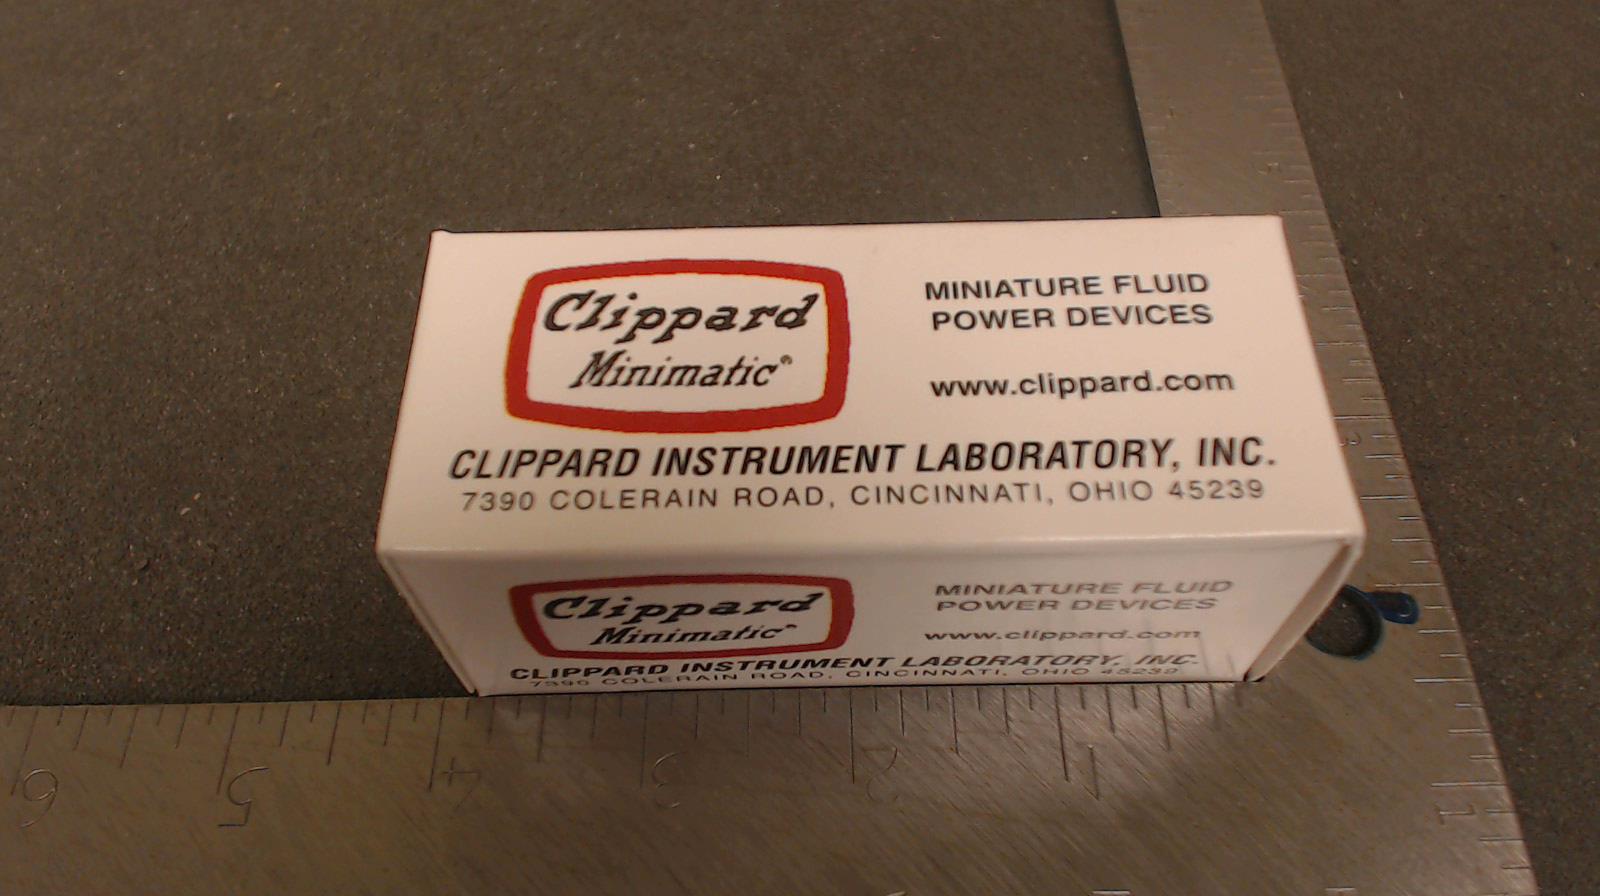 Clippard
Minimatic®
MINIATURE FLUID
POWER DEVICES
www.clippard.com
CLIPPARD INSTRUMENT LABORATORY, INC.
7390 COLERAIN ROAD, CINCINNATI, OHIO 45239
Clippard
Minimatic®
MINIATURE FLUID
POWER DEVICES
www.clippard.com
CLIPPARD INSTRUMENT LABORATORY, INC.
7390 COLERAIN ROAD, CINCINNATI, OHIO 45239
6 5 4 3 2 1
3
1